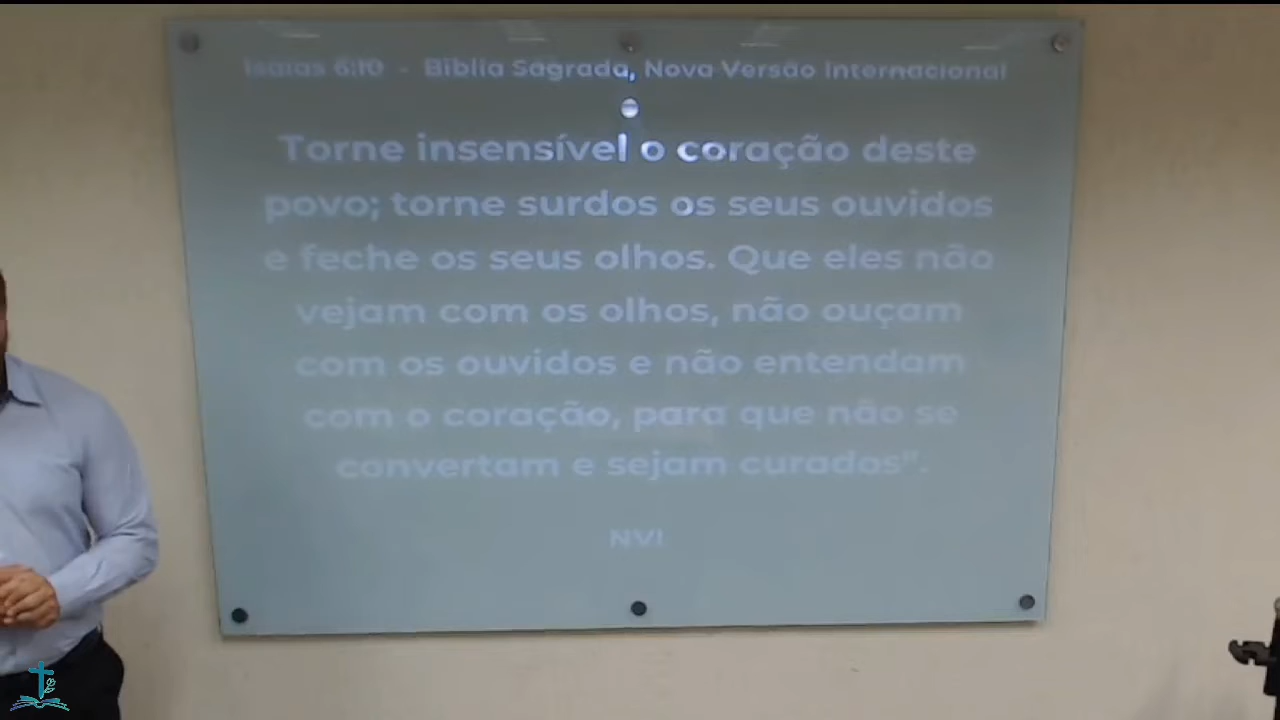 Isaías 6:10 - Bíblia Sagrada, Nova Versão Internacional
Torne insensível o coração deste
povo; torne surdos os seus ouvidos
e feche os seus olhos. Que eles não
vejam com os olhos, não ouçam
com os ouvidos e não entendam
com o coração, para que não se
convertam e sejam curados".
NVI